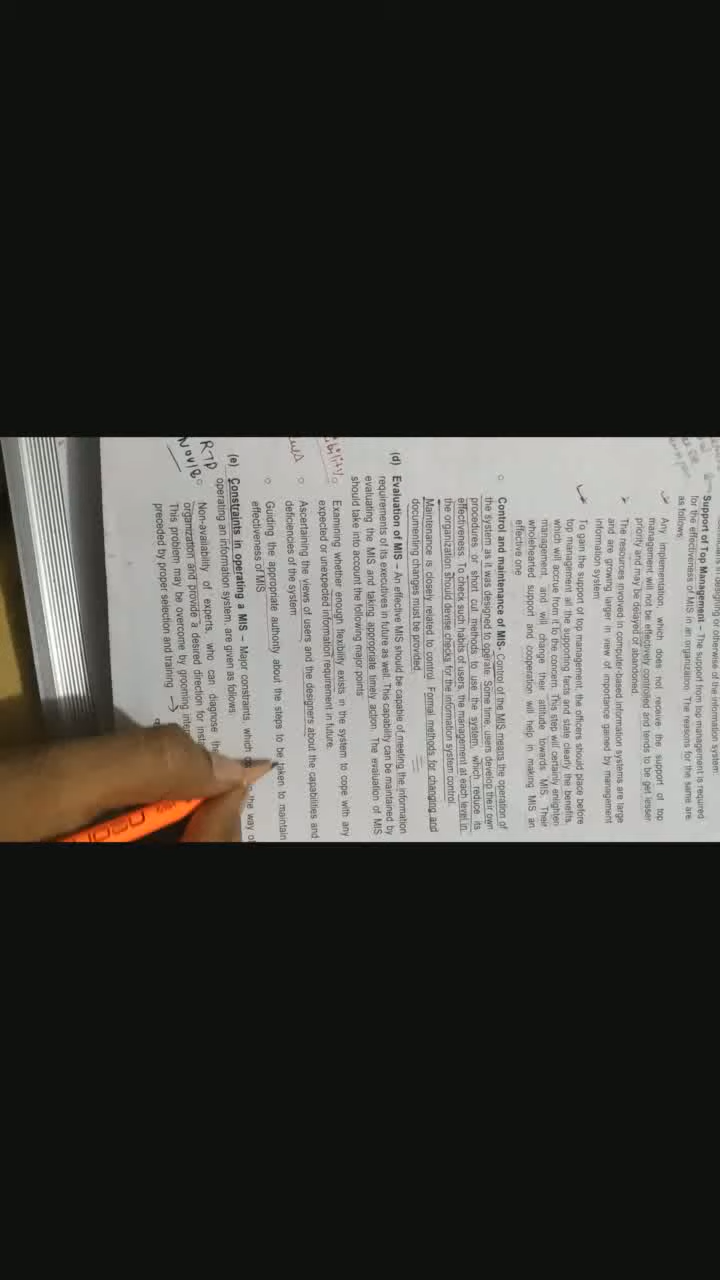 designing or otherwise of the information system.
Support of Top Management – The support from top management is required
for the effectiveness of MIS in an organization. The reasons for the same are
as follows:
Any implementation, which does not receive the support of top
management will not be effectively controlled and tends to be get lesser
priority and may be delayed or abandoned.
The resources involved in computer-based information systems are large
and are growing larger in view of importance gained by management
information system
To gain the support of top management, the officers should place before
top management all the supporting facts and state clearly the benefits,
which will accrue from it to the concern. This step will certainly enlighten
management, and will change their attitude towards MIS. Their
wholehearted support and cooperation will help in making MIS an
effective one
○ Control and maintenance of MIS- Control of the MIS means the operation of
the system as it was designed to operate. Some time, users develop their own
procedures or short cut methods to use the system, which reduce its
effectiveness. To check such habits of users, the management at each level in
the organization should devise checks for the information system control.
Maintenance is closely related to control. Formal methods for changing and
documenting changes must be provided
(d) Evaluation of MIS – An effective MIS should be capable of meeting the information
requirements of its executives in future as well. This capability can be maintained by
evaluating the MIS and taking appropriate timely action. The evaluation of MIS
should take into account the following major points
○ Examining whether enough flexibility exists in the system to cope with any
expected or unexpected information requirement in future.
○ Ascertaining the views of users and the designers about the capabilities and
deficiencies of the system
○ Guiding the appropriate authority about the steps to be taken to maintain
effectiveness of MIS
(e) Constraints in operating a MIS – Major constraints, which the way of
operating an information system, are given as follows:
RTP
Nov18
○ Non-availability of experts, who can diagnose the
organization and provide a desired direction for
This problem may be overcome by grooming
preceded by proper selection and training